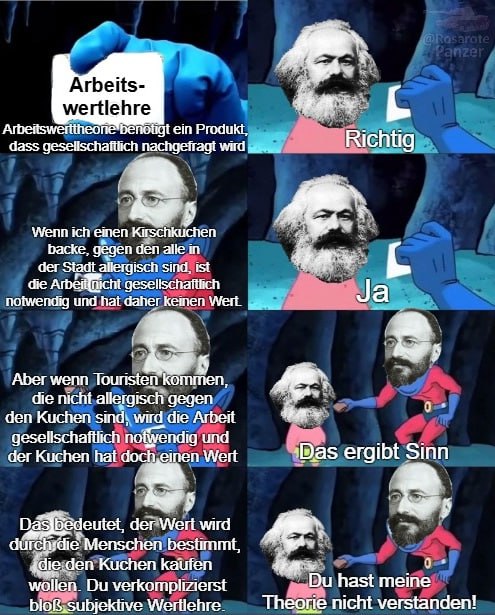 Arbeits-
wertlehre
Arbeitswerttheorie benötigt ein Produkt,
dass gesellschaftlich nachgefragt wird
@Rosarote
Panzer
Richtig
Wenn ich einen Kirschkuchen
backe, gegen den alle in
der Stadt allergisch sind, ist
die Arbeit nicht gesellschaftlich
notwendig und hat daher keinen Wert.
Ja
Aber wenn Touristen kommen,
die nicht allergisch gegen
den Kuchen sind, wird die Arbeit
gesellschaftlich notwendig und
der Kuchen hat doch einen Wert
Das ergibt Sinn
Das bedeutet, der Wert wird
durch die Menschen bestimmt,
die den Kuchen kaufen
wollen. Du verkomplizierst
bloß subjektive Wertlehre.
Du hast meine
Theorie nicht verstanden!